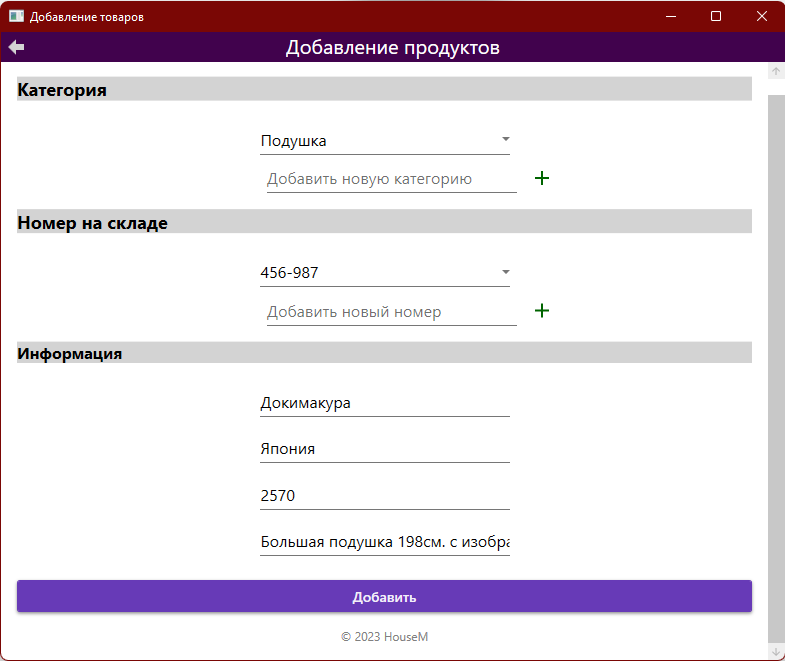 Добавление товаров
Добавление продуктов
Категория
Подушка
Добавить новую категорию
Номер на складе
456-987
Добавить новый номер
Информация
Докимакура
Япония
2570
Большая подушка 198см. с изобра
Добавить
© 2023 HouseM